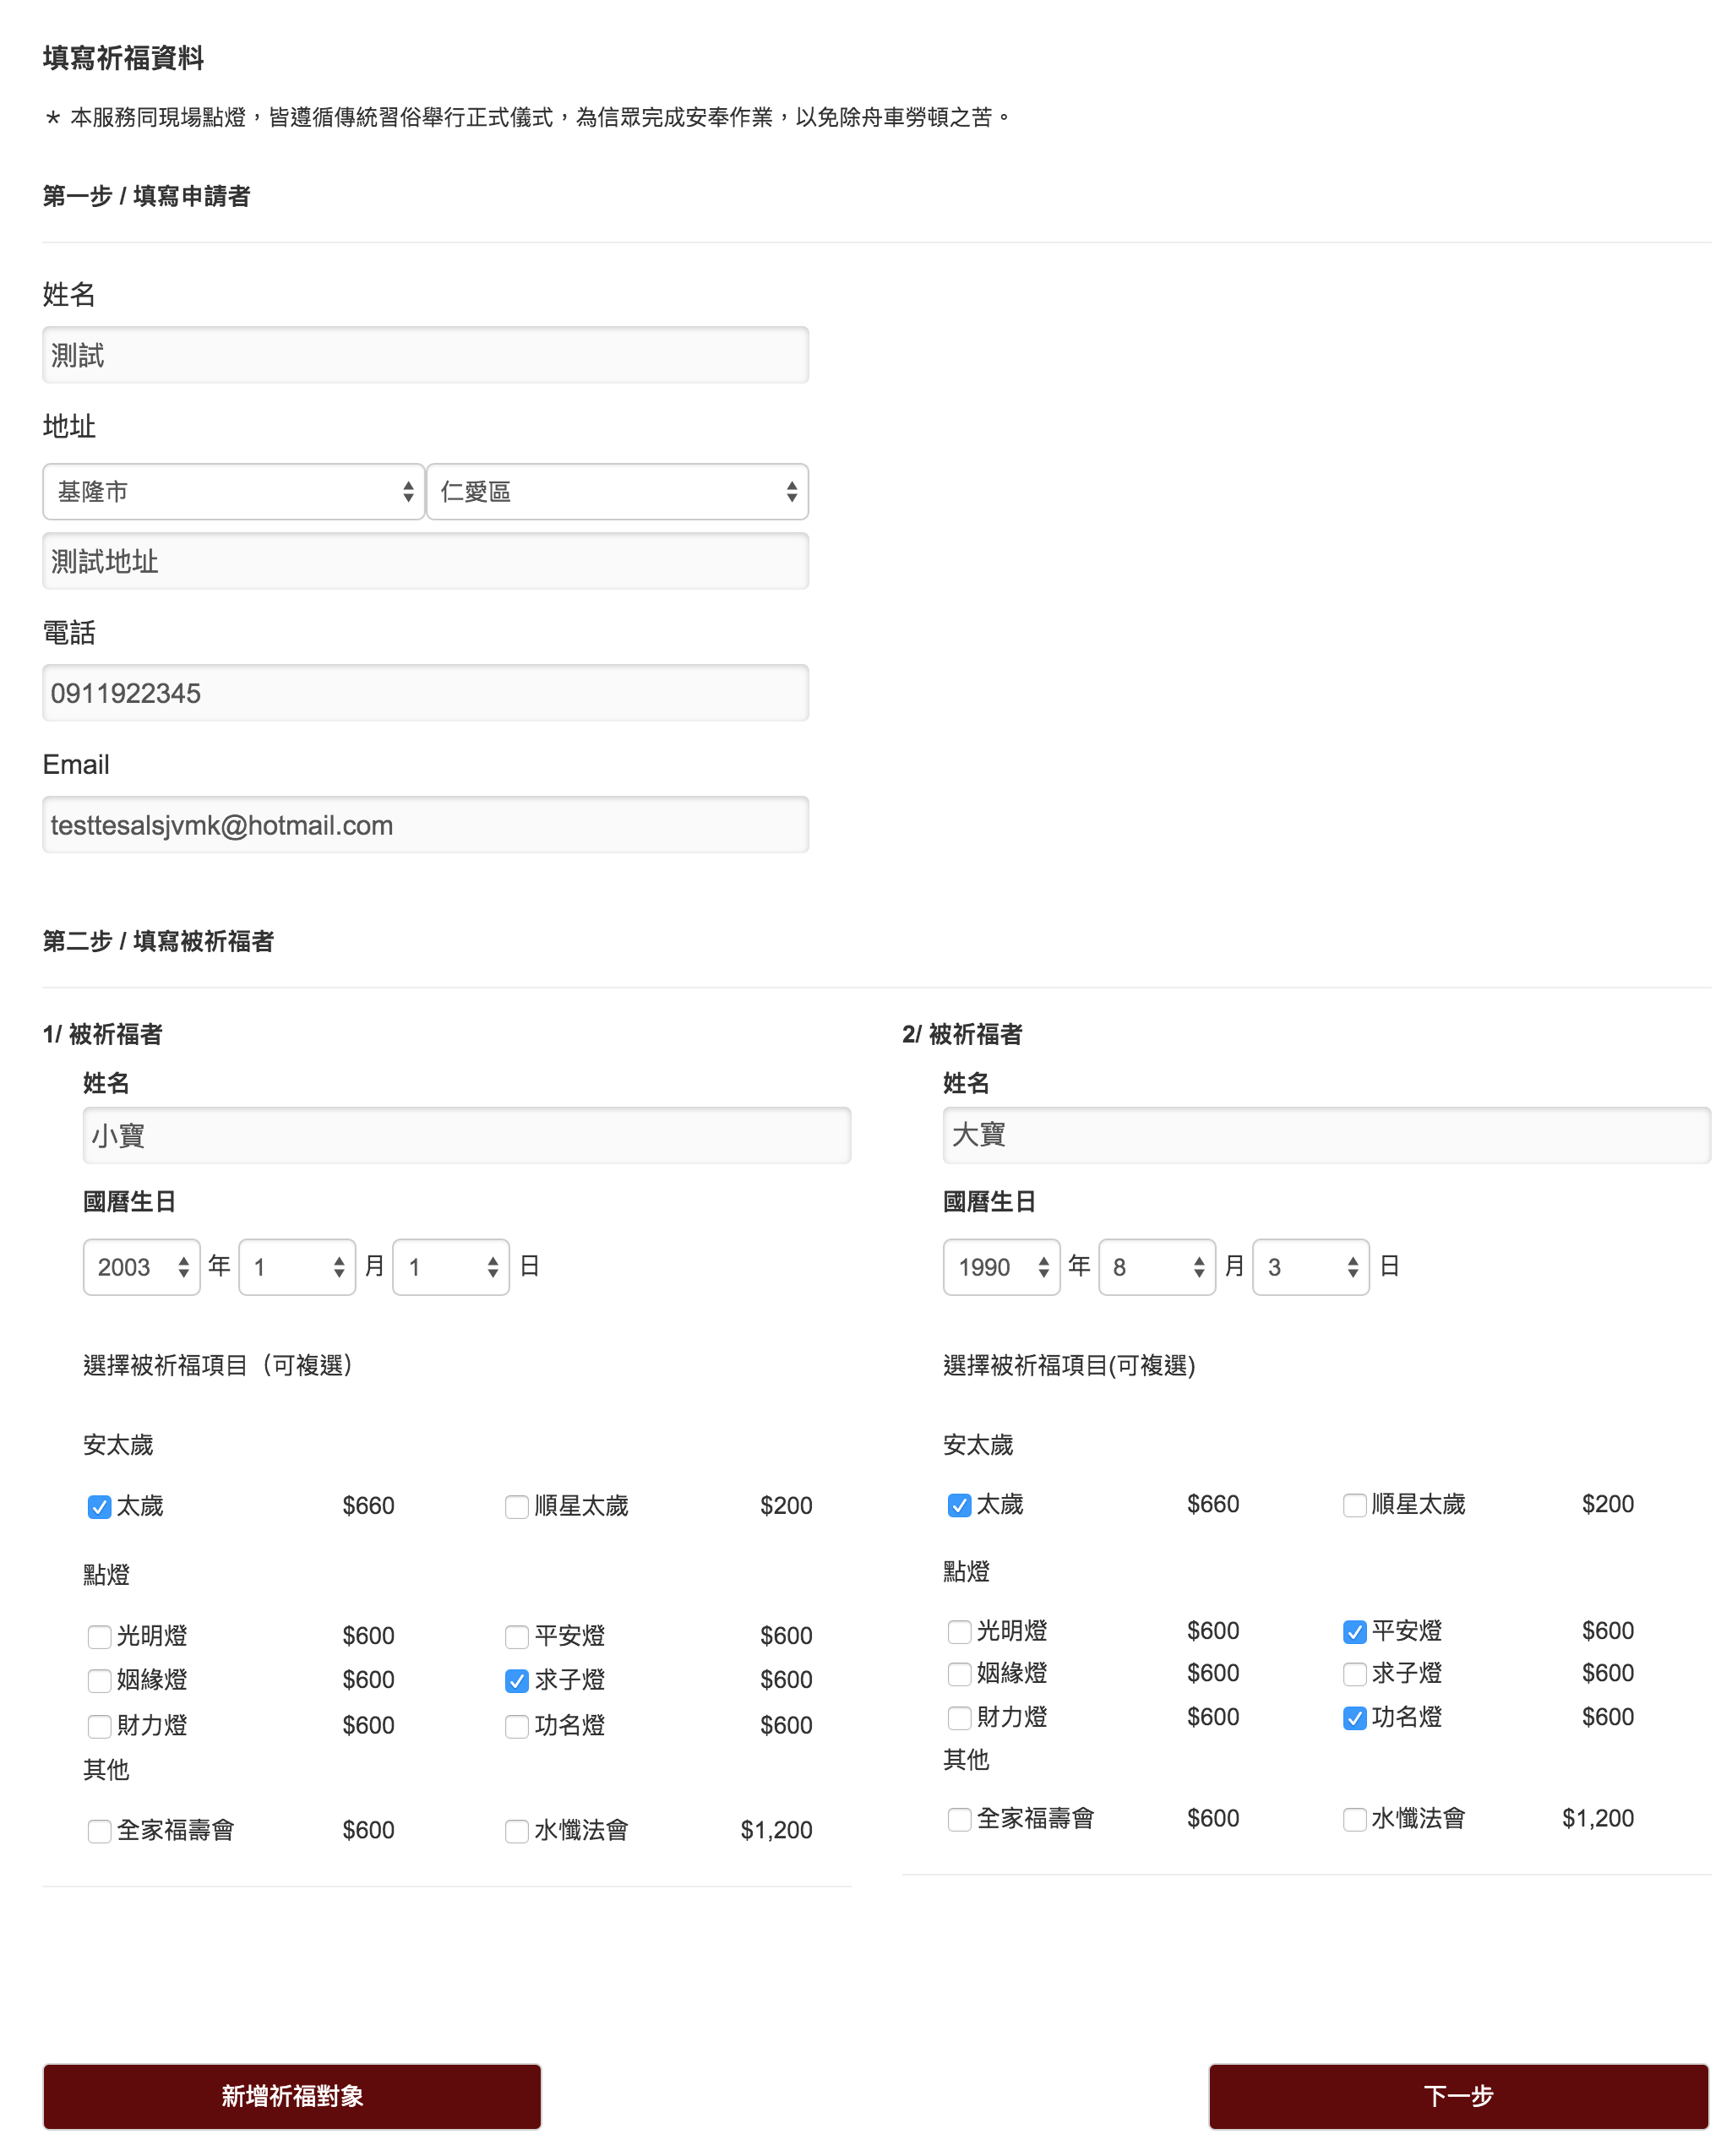 填寫祈福資料
* 本服務同現場點燈，皆遵循傳統習俗舉行正式儀式，為信眾完成安奉作業，以免除舟車勞頓之苦。
第一步 / 填寫申請者
姓名
測試
地址
基隆市 仁愛區
測試地址
電話
0911922345
Email
testtesalsjvmk@hotmail.com
第二步 / 填寫被祈福者
1/ 被祈福者
姓名
小寶
國曆生日
2003 年 1 月 1 日
選擇被祈福項目（可複選）
安太歲
太歲 $660 順星太歲 $200
點燈
光明燈 $600 平安燈 $600
姻緣燈 $600 求子燈 $600
財力燈 $600 功名燈 $600
其他
全家福壽會 $600 水懺法會 $1,200
2/ 被祈福者
姓名
大寶
國曆生日
1990 年 8 月 3 日
選擇被祈福項目(可複選)
安太歲
太歲 $660 順星太歲 $200
點燈
光明燈 $600 平安燈 $600
姻緣燈 $600 求子燈 $600
財力燈 $600 功名燈 $600
其他
全家福壽會 $600 水懺法會 $1,200
新增祈福對象
下一步